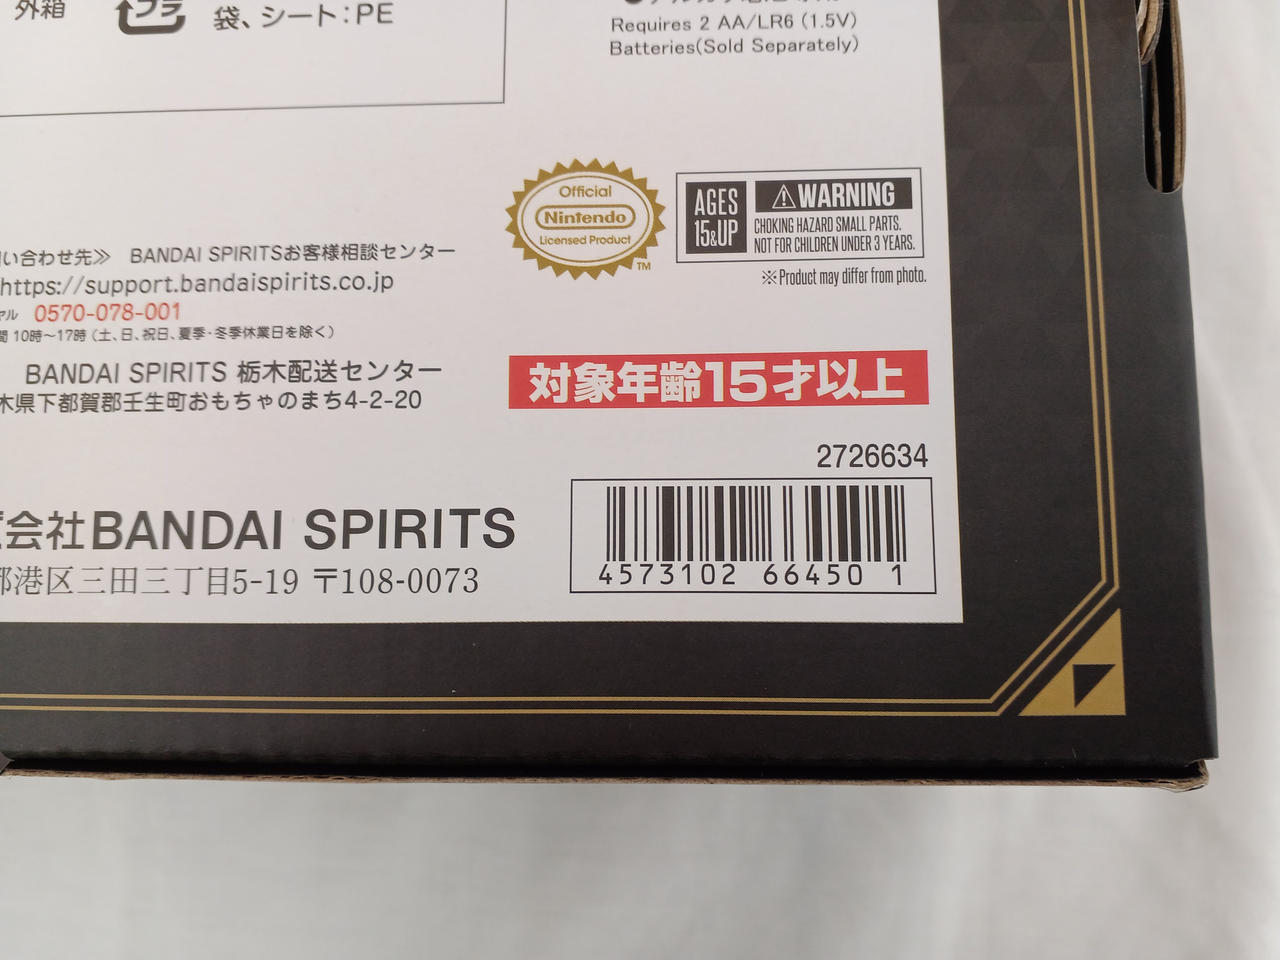 外箱
プラ
袋、シート:PE
Requires 2 AA/LR6 (1.5V)
Batteries(Sold Separately)
Official
Nintendo
Licensed Product
TM
AGES
15&UP
⚠WARNING
CHOKING HAZARD SMALL PARTS.
NOT FOR CHILDREN UNDER 3 YEARS.
※Product may differ from photo.
い合わせ先≫ BANDAI SPIRITSお客様相談センター
https://support.bandaispirits.co.jp
ヤル 0570-078-001
間 10時~17時 (土、日、祝日、夏季・冬季休業日を除く)
BANDAI SPIRITS 栃木配送センター
木県下都賀郡壬生町おもちゃのまち4-2-20
対象年齢15才以上
2726634
会社BANDAI SPIRITS
都港区三田三丁目5-19 〒108-0073
4573102 66450 1